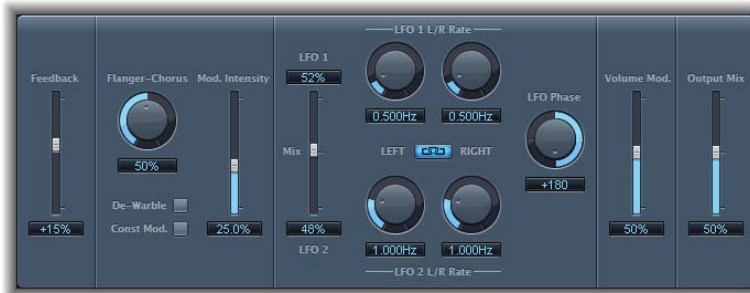 LFO 1 L/R Rate
LFO 1
Feedback
Flanger-Chorus
Mod. Intensity
52%
Volume Mod.
Output Mix
LFO Phase
0.500Hz
0.500Hz
Mix
LEFT
RIGHT
50%
+180
De-Warble
Const Mod.
+15%
25.0%
48%
1.000Hz
1.000Hz
50%
50%
LFO 2
LFO 2 L/R Rate